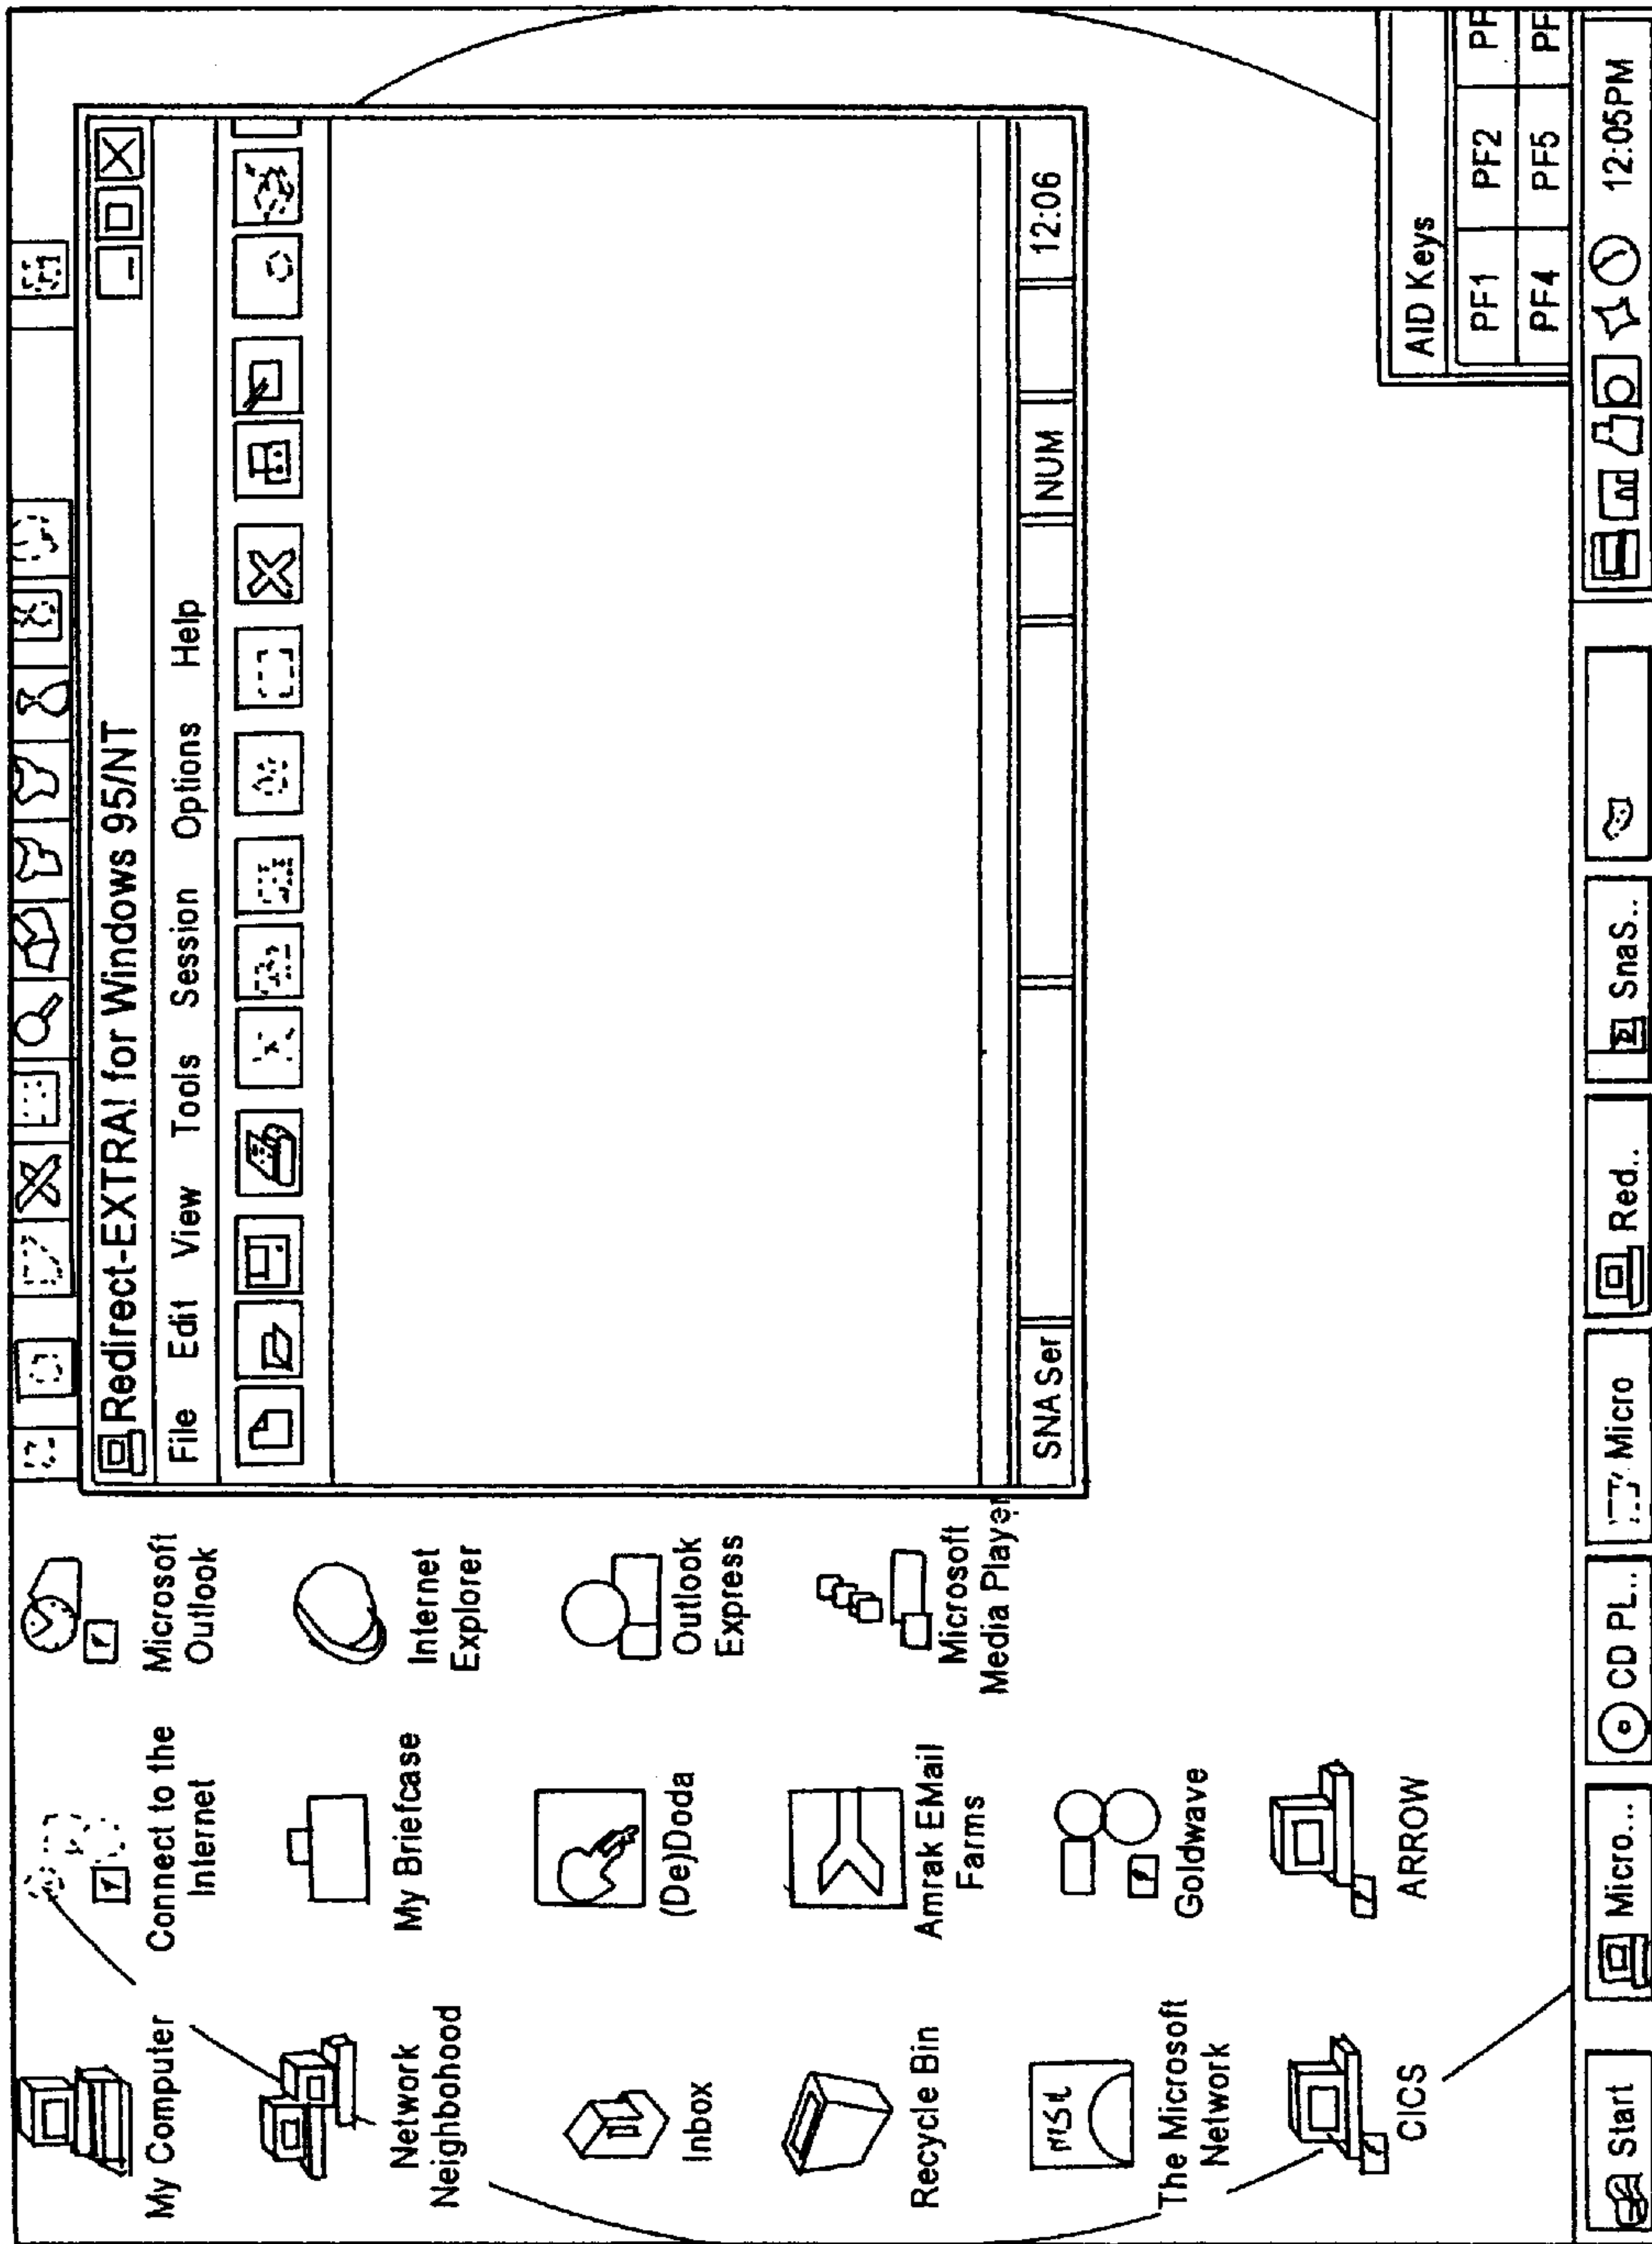 Redirect-EXTRA! for Windows 95/NT
File Edit View Tools Session Options Help
SNA Ser NUM 12:06
My Computer
Connect to the
Internet
Microsoft
Outlook
Network
Neighbohood
My Briefcase
Internet
Explorer
Inbox
(De)Doda
Outlook
Express
Recycle Bin
Amrak EMail
Farms
Microsoft
Media Player
The Microsoft
Network
Goldwave
CICS
ARROW
AID Keys
PF1 PF2 PF
PF4 PF5 PF
Start Micro... CD PL.. Micro Red.. SnaS.. 12:05PM